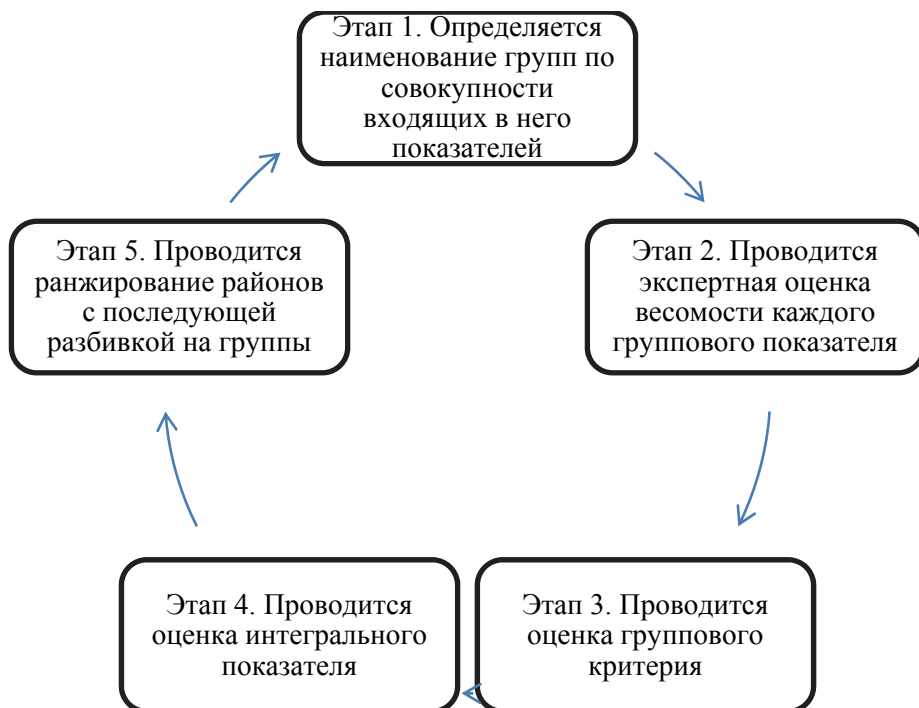 Этап 1. Определяется
наименование групп по
совокупности
входящих в него
показателей
Этап 2. Проводится
экспертная оценка
весомости каждого
группового показателя
Этап 3. Проводится
оценка группового
критерия
Этап 4. Проводится
оценка интегрального
показателя
Этап 5. Проводится
ранжирование районов
с последующей
разбивкой на группы